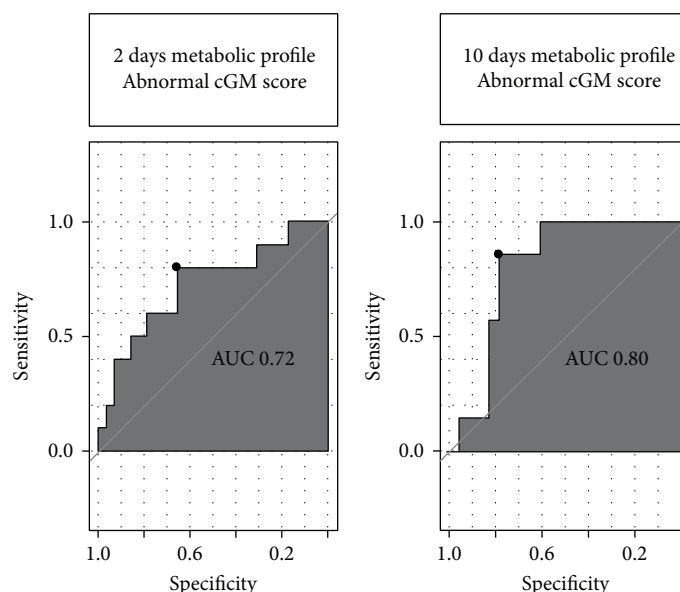 2 days metabolic profile
Abnormal cGM score
1.0
0.5
0.0
Sensitivity
AUC 0.72
1.0
0.6
0.2
Specificity
10 days metabolic profile
Abnormal cGM score
1.0
0.5
0.0
Sensitivity
AUC 0.80
1.0
0.6
0.2
Specificity